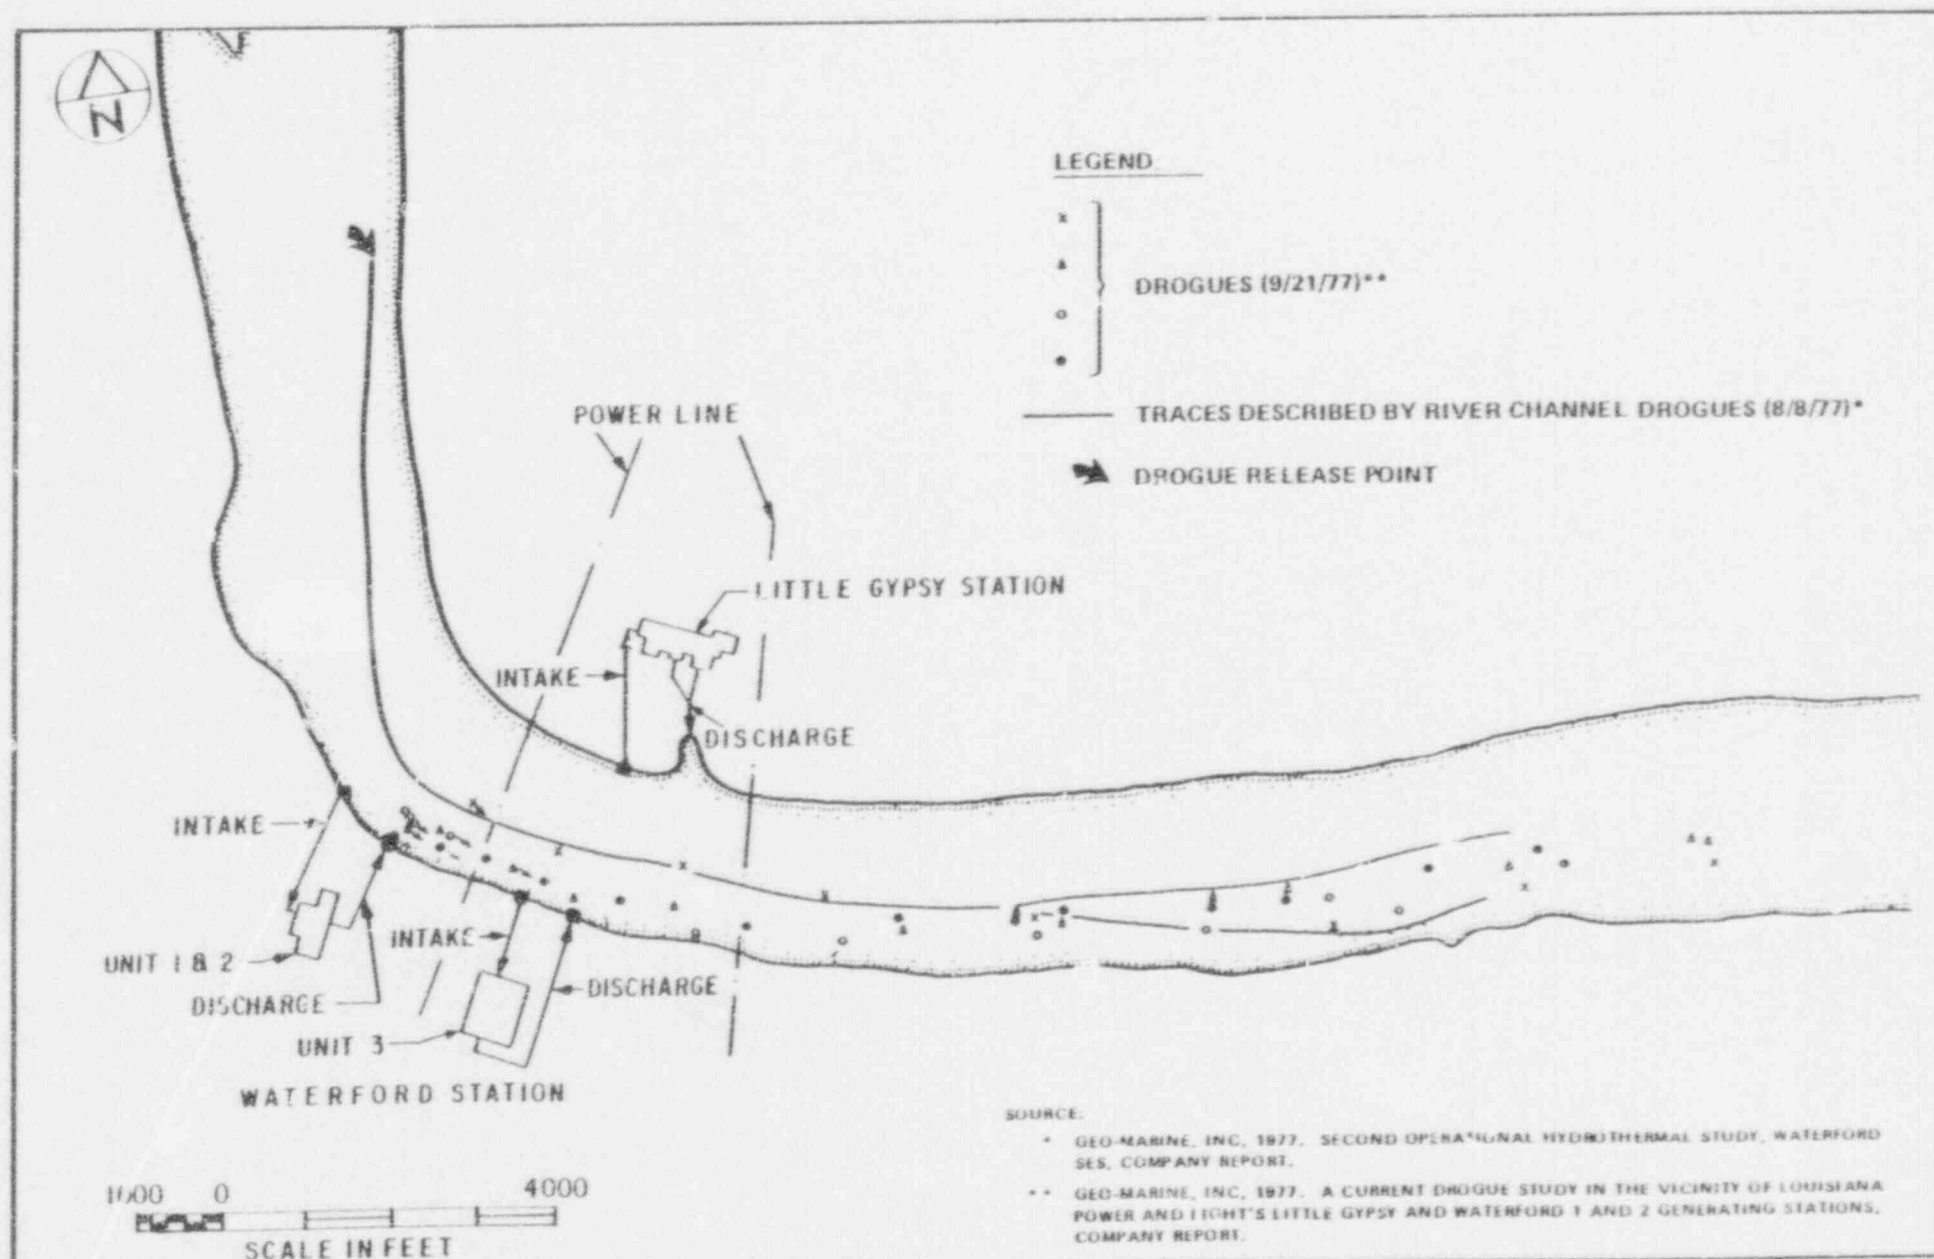 N
LEGEND
DROGUES (9/21/77)**
TRACES DESCRIBED BY RIVER CHANNEL DROGUES (8/8/77)*
DROGUE RELEASE POINT
POWER LINE
LITTLE GYPSY STATION
INTAKE
DISCHARGE
INTAKE
UNIT 1 & 2
DISCHARGE
INTAKE
DISCHARGE
UNIT 3
WATERFORD STATION
1000 0 4000
SCALE IN FEET
SOURCE:
* GEO-MARINE, INC, 1977. SECOND OPERATIONAL HYDROTHERMAL STUDY, WATERFORD
SES, COMPANY REPORT.
** GEO-MARINE, INC, 1977. A CURRENT DROGUE STUDY IN THE VICINITY OF LOUISIANA
POWER AND LIGHT'S LITTLE GYPSY AND WATERFORD 1 AND 2 GENERATING STATIONS,
COMPANY REPORT.